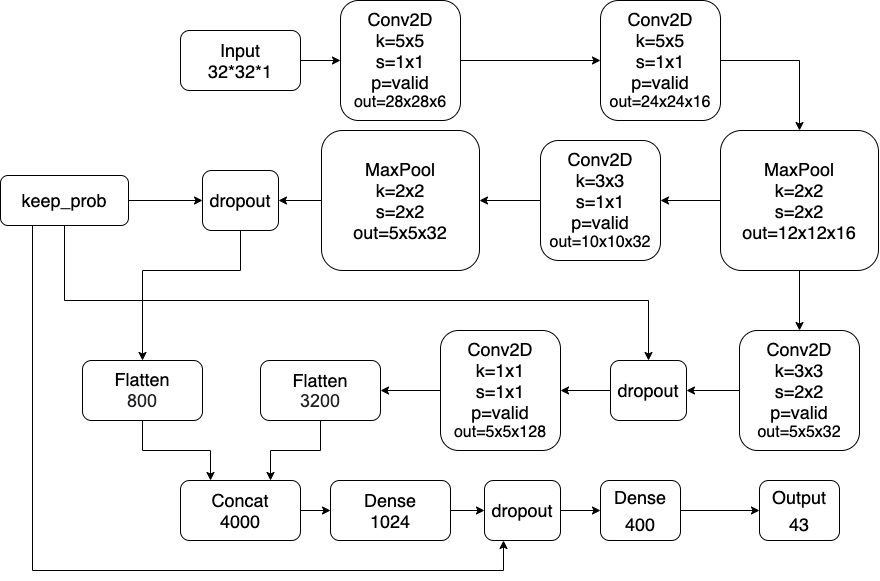 Input
32*32*1
Conv2D
k=5x5
s=1x1
p=valid
out=28x28x6
Conv2D
k=5x5
s=1x1
p=valid
out=24x24x16
keep_prob
dropout
MaxPool
k=2x2
s=2x2
out=5x5x32
Conv2D
k=3x3
s=1x1
p=valid
out=10x10x32
MaxPool
k=2x2
s=2x2
out=12x12x16
Flatten
800
Flatten
3200
Conv2D
k=1x1
s=1x1
p=valid
out=5x5x128
dropout
Conv2D
k=3x3
s=2x2
p=valid
out=5x5x32
Concat
4000
Dense
1024
dropout
Dense
400
Output
43